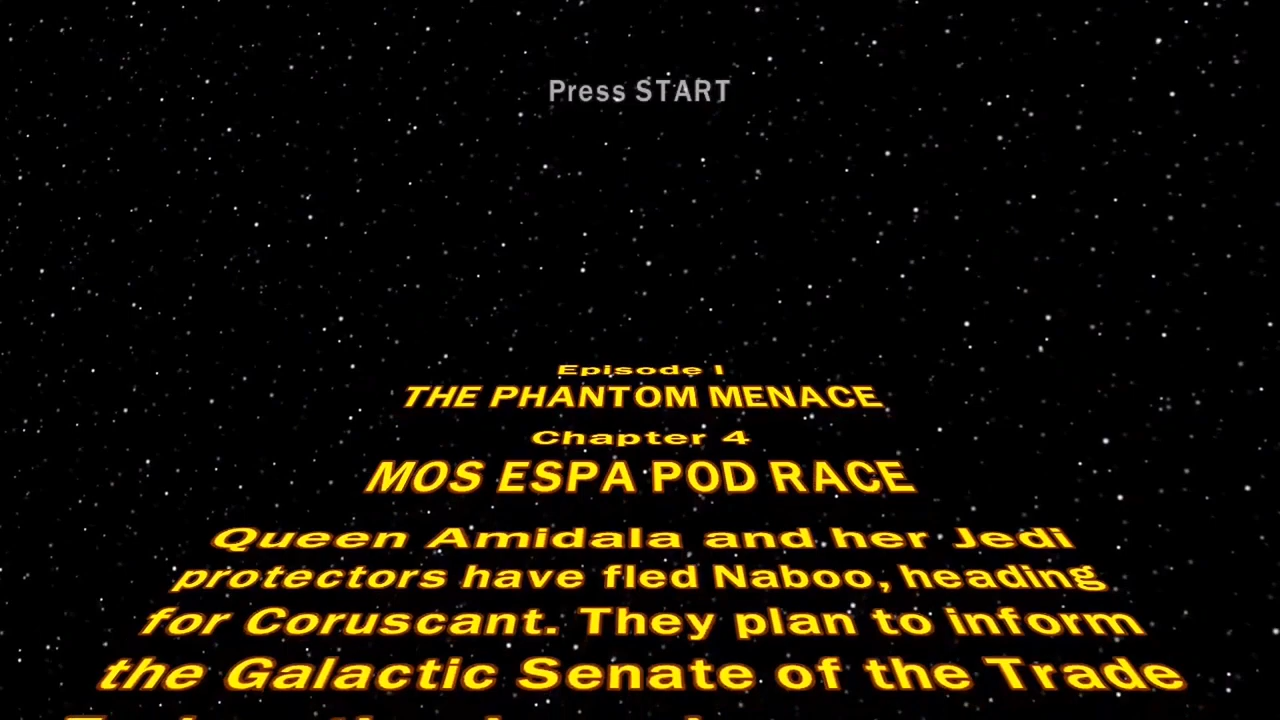 Press START
Episode I
THE PHANTOM MENACE
Chapter 4
MOS ESPA POD RACE
Queen Amidala and her Jedi
protectors have fled Naboo, heading
for Coruscant. They plan to inform
the Galactic Senate of the Trade